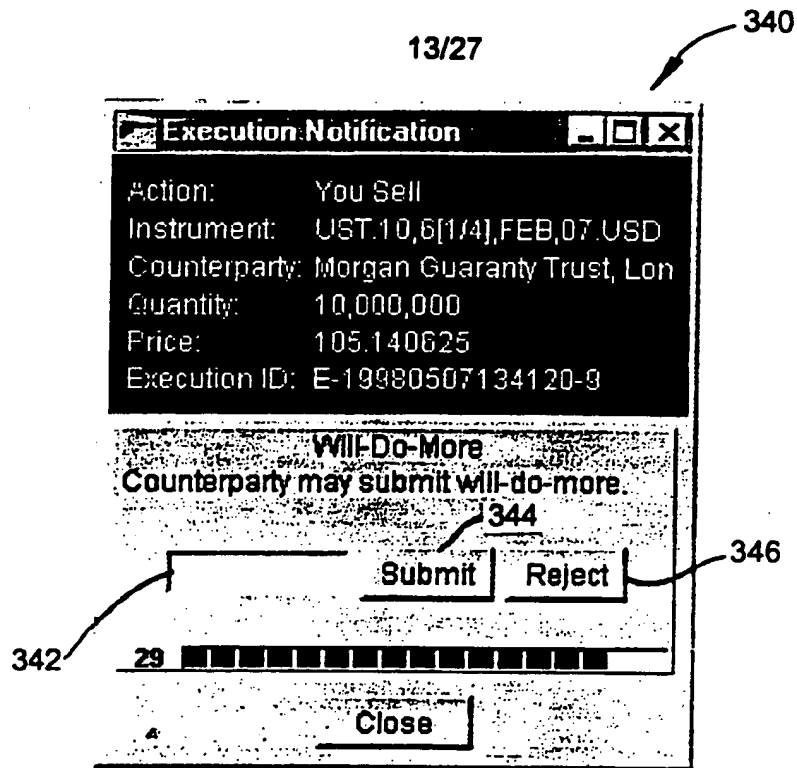 13/27
340
Execution Notification
Action: You Sell
Instrument: UST.10,6[1/4],FEB,07.USD
Counterparty: Morgan Guaranty Trust, Lon
Quantity: 10,000,000
Price: 105.140625
Execution ID: E-19980507134120-9
Will-Do-More
Counterparty may submit will-do-more.
344
Submit Reject 346
342 29
Close